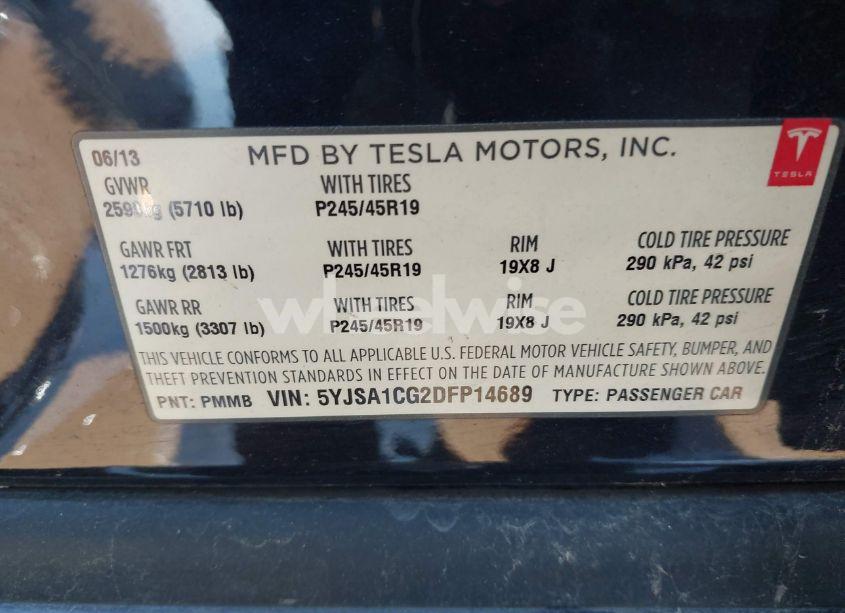 06/13 MFD BY TESLA MOTORS, INC.
TESLA
GVWR WITH TIRES
2590kg (5710 lb) P245/45R19
GAWR FRT WITH TIRES RIM COLD TIRE PRESSURE
1276kg (2813 lb) P245/45R19 19X8 J 290 kPa, 42 psi
GAWR RR WITH TIRES RIM COLD TIRE PRESSURE
1500kg (3307 lb) P245/45R19 19X8 J 290 kPa, 42 psi
wheelwise
THIS VEHICLE CONFORMS TO ALL APPLICABLE U.S. FEDERAL MOTOR VEHICLE SAFETY, BUMPER, AND
THEFT PREVENTION STANDARDS IN EFFECT ON THE DATE OF MANUFACTURE SHOWN ABOVE.
PNT: PMMB VIN: 5YJSA1CG2DFP14689 TYPE: PASSENGER CAR